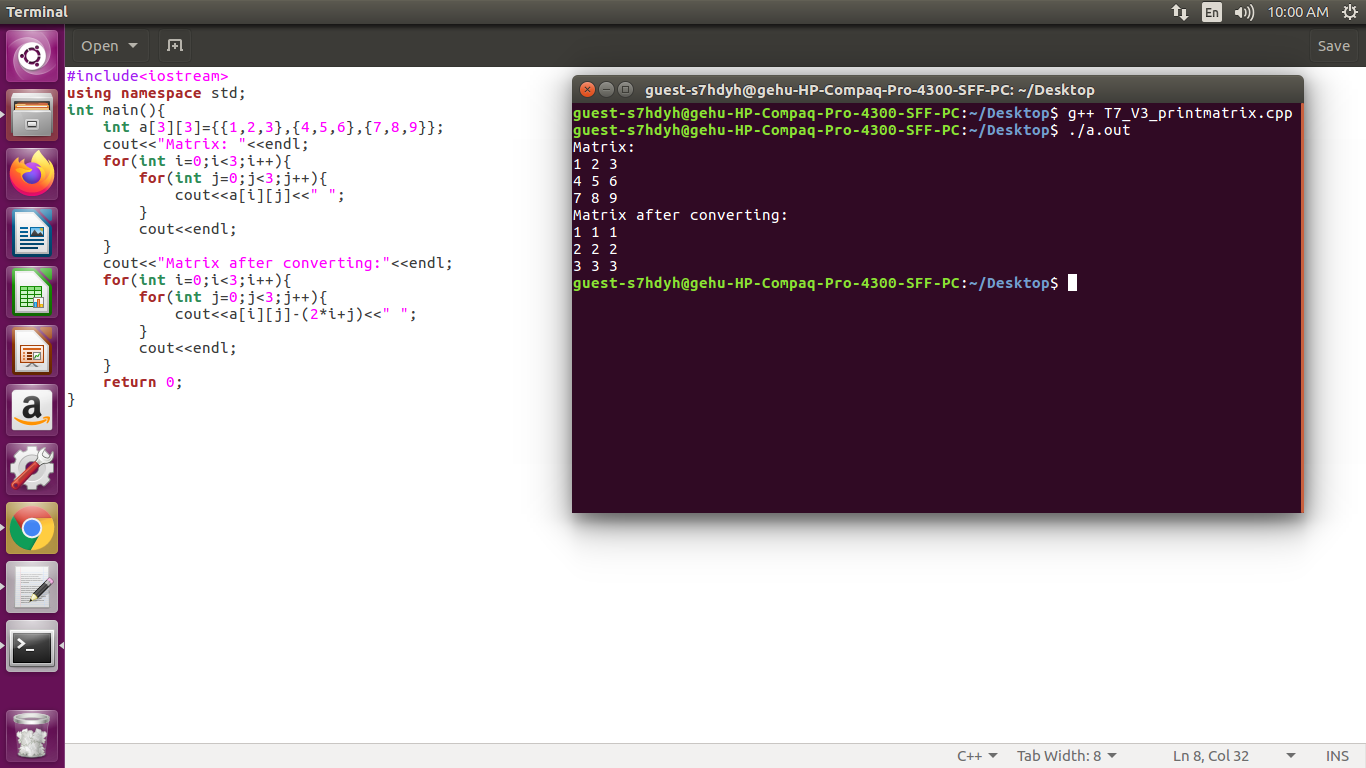 Terminal
En
10:00 AM
Open
Save
#include<iostream>
using namespace std;
int main(){
    int a[3][3]={{1,2,3},{4,5,6},{7,8,9}};
    cout<<"Matrix: "<<endl;
    for(int i=0;i<3;i++){
        for(int j=0;j<3;j++){
            cout<<a[i][j]<<" ";
        }
        cout<<endl;
    }
    cout<<"Matrix after converting:"<<endl;
    for(int i=0;i<3;i++){
        for(int j=0;j<3;j++){
            cout<<a[i][j]-(2*i+j)<<" ";
        }
        cout<<endl;
    }
    return 0;
}
guest-s7hdyh@gehu-HP-Compaq-Pro-4300-SFF-PC: ~/Desktop
guest-s7hdyh@gehu-HP-Compaq-Pro-4300-SFF-PC:~/Desktop$ g++ T7_V3_printmatrix.cpp
guest-s7hdyh@gehu-HP-Compaq-Pro-4300-SFF-PC:~/Desktop$ ./a.out
Matrix:
1 2 3
4 5 6
7 8 9
Matrix after converting:
1 1 1
2 2 2
3 3 3
guest-s7hdyh@gehu-HP-Compaq-Pro-4300-SFF-PC:~/Desktop$
a
>_
C++
Tab Width: 8
Ln 8, Col 32
INS